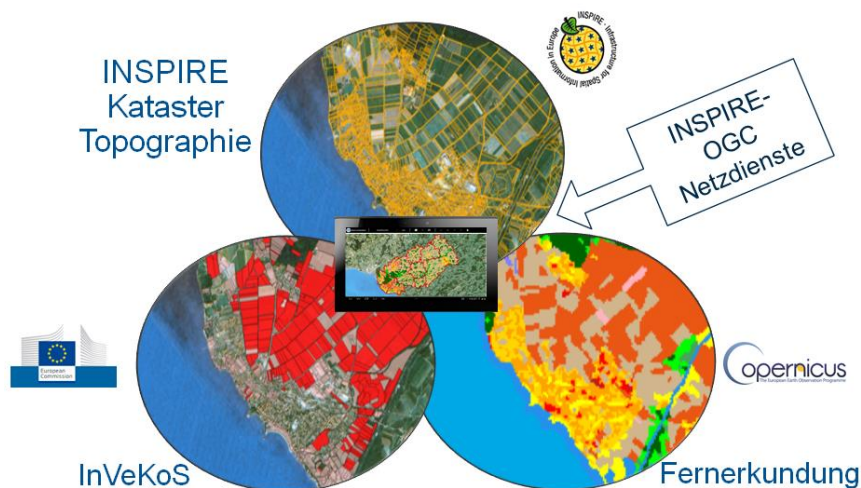 INSPIRE
Kataster
Topographie
INSPIRE - Infrastructure
for Spatial Information in Europe
INSPIRE-
OGC
Netzdienste
European
Commission
Copernicus
The European Earth Observation Programme
InVeKoS
Fernerkundung